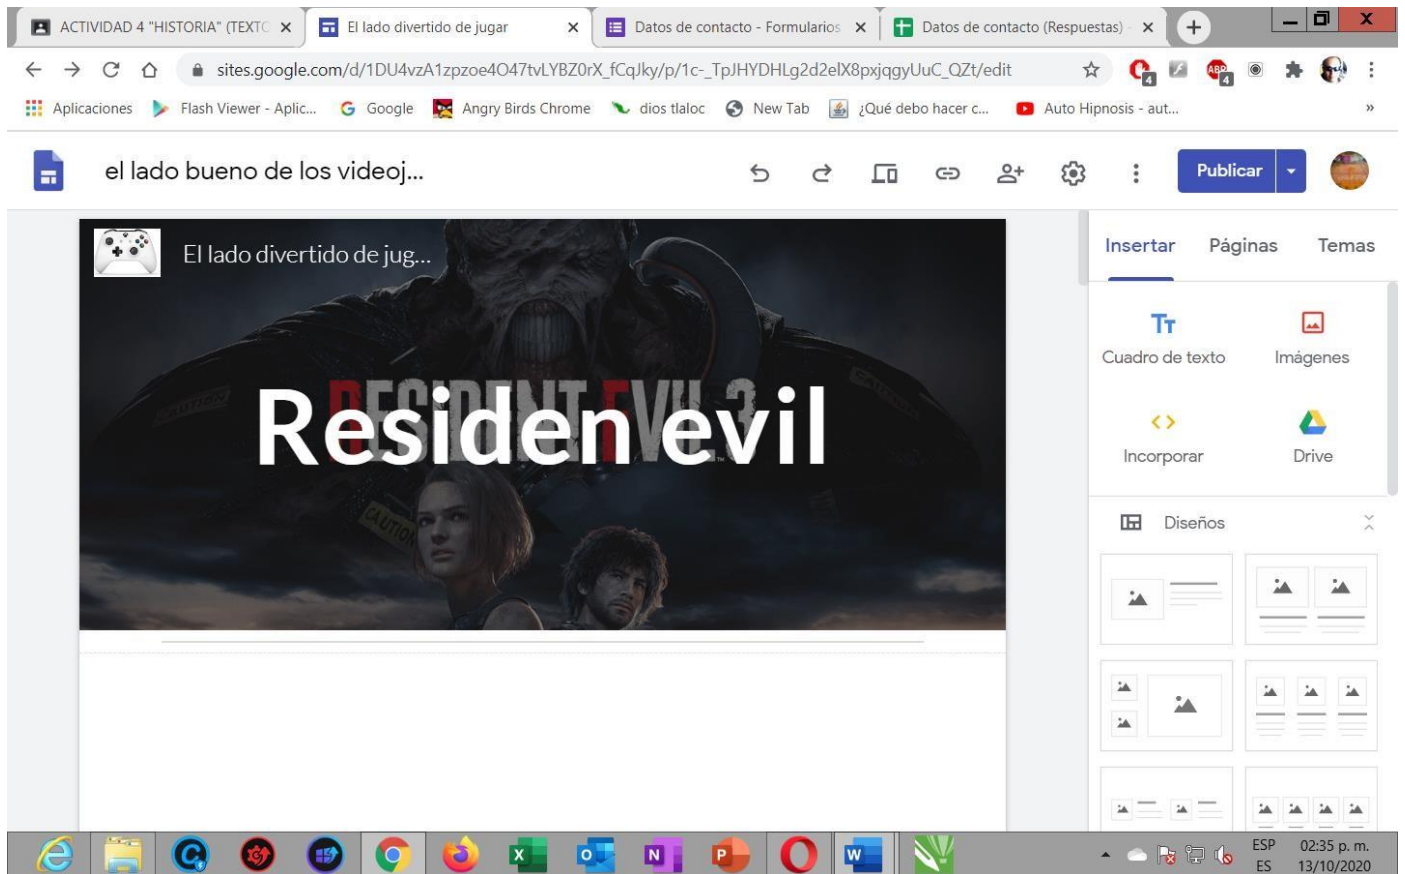 ACTIVIDAD 4 "HISTORIA" (TEXTO
El lado divertido de jugar
Datos de contacto - Formularios
Datos de contacto (Respuestas) -
sites.google.com/d/1DU4vzA1zpzoe4O47tvLYBZ0rX_fCqJky/p/1c-_TpJHYDHLg2d2elX8pxjqgyUuC_QZt/edit
4
ABP
4
Aplicaciones
Flash Viewer - Aplic...
Google
Angry Birds Chrome
dios tlaloc
New Tab
¿Qué debo hacer c...
Auto Hipnosis - aut...
»
el lado bueno de los videoj...
Publicar
El lado divertido de jug...
Insertar
Páginas
Temas
RESIDENT EVIL 3
Residen evil
CAUTION
Cuadro de texto
Imágenes
Incorporar
Drive
Diseños
ESP
ES
02:35 p. m.
13/10/2020